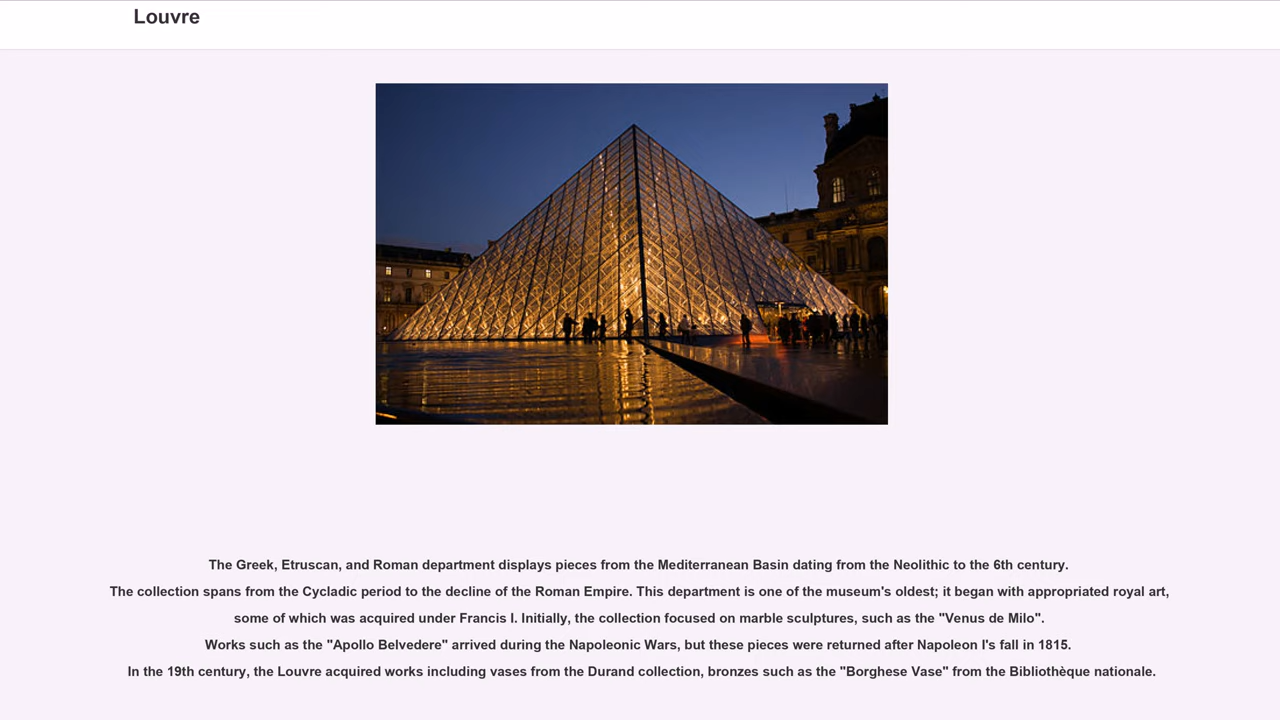 Louvre
The Greek, Etruscan, and Roman department displays pieces from the Mediterranean Basin dating from the Neolithic to the 6th century.
The collection spans from the Cycladic period to the decline of the Roman Empire. This department is one of the museum's oldest; it began with appropriated royal art,
some of which was acquired under Francis I. Initially, the collection focused on marble sculptures, such as the "Venus de Milo".
Works such as the "Apollo Belvedere" arrived during the Napoleonic Wars, but these pieces were returned after Napoleon I's fall in 1815.
In the 19th century, the Louvre acquired works including vases from the Durand collection, bronzes such as the "Borghese Vase" from the Bibliothèque nationale.